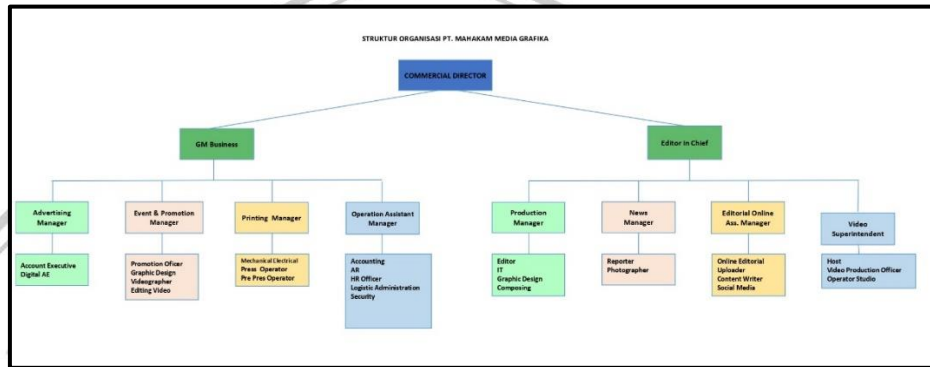 STRUKTUR ORGANISASI PT. MAHAKAM MEDIA GRAFIKA
COMMERCIAL DIRECTOR
GM Business
Editor in Chief
Advertising
Manager
Event & Promotion
Manager
Printing Manager
Operation Assistant
Manager
Production
Manager
News
Manager
Editorial Online
Ass. Manager
Video
Superintendent
Account Executive
Digital AE
Promotion Oficer
Graphic Design
Videographer
Editing Video
Mechanical Electrical
Press Operator
Pre Pres Operator
Accounting
AR
HR Officer
Logistic Administration
Security
Editor
IT
Graphic Design
Composing
Reporter
Photographer
Online Editorial
Uploader
Content Writer
Social Media
Host
Video Production Officer
Operator Studio